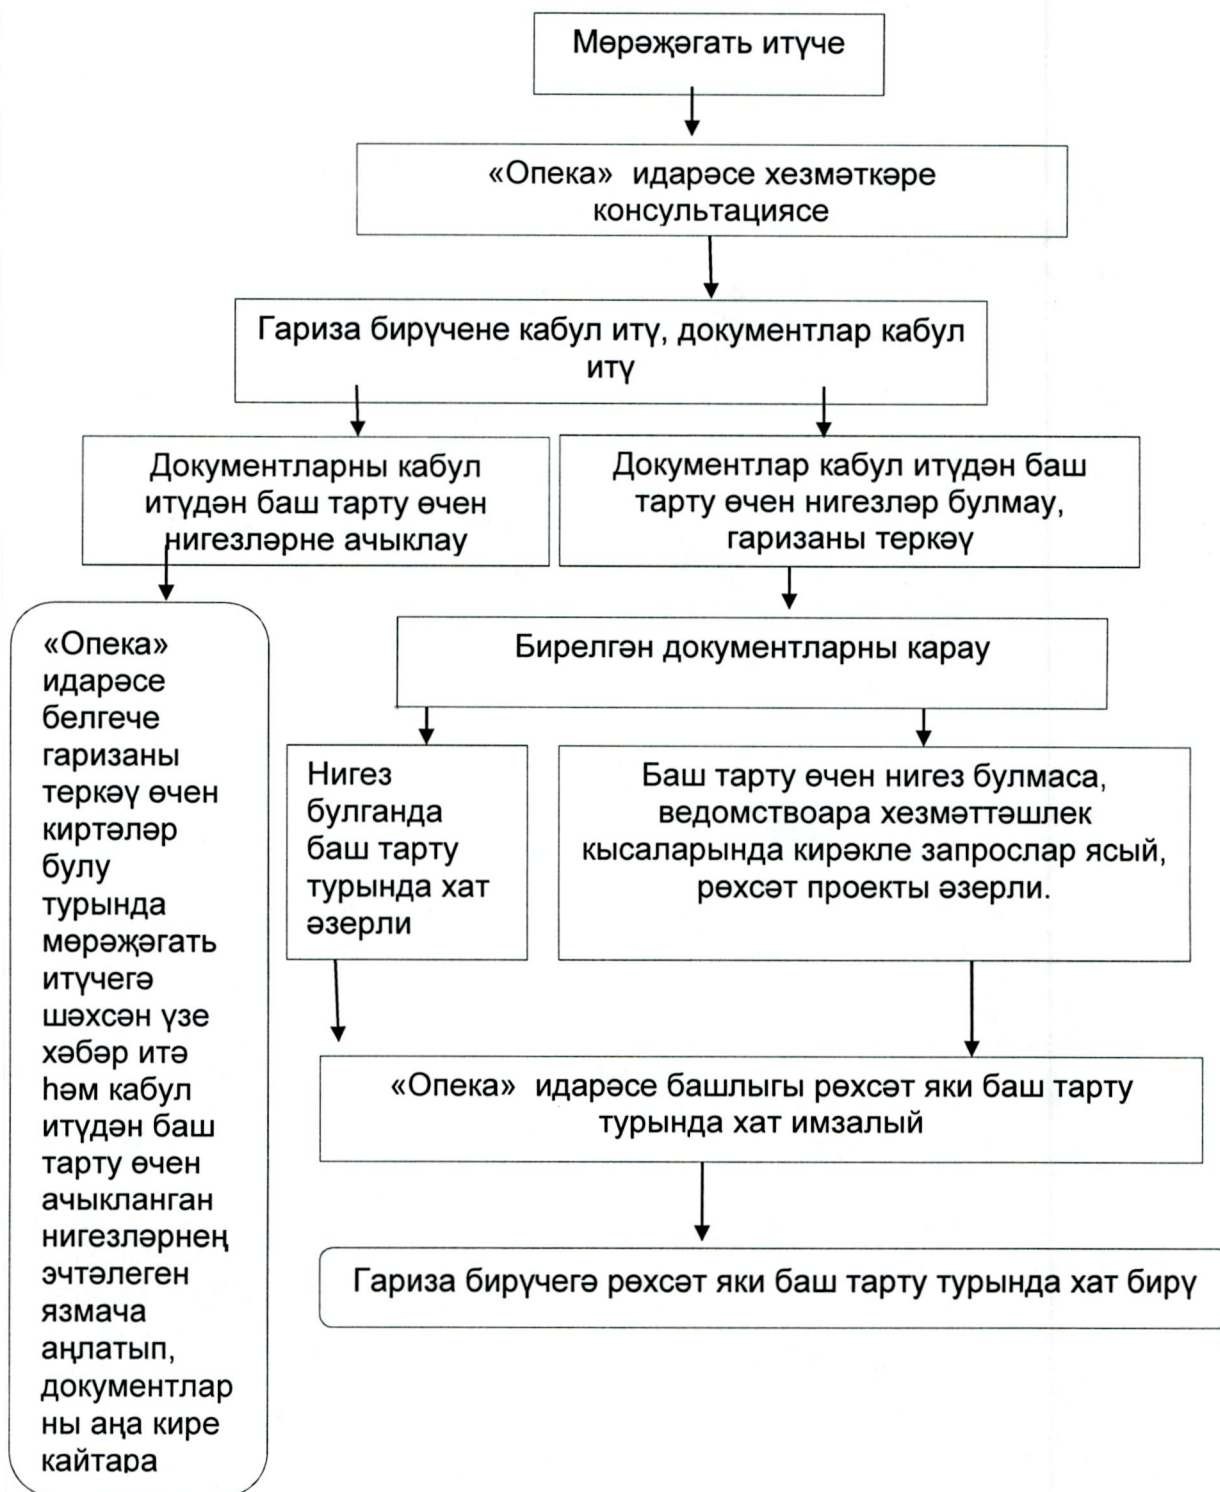 Мөрәҗәгать итүче
«Опека» идарәсе хезмәткәре
консультациясе
Гариза бирүчене кабул итү, документлар кабул
итү
Документларны кабул
итүдән баш тарту өчен
нигезләрне ачыклау
Документлар кабул итүдән баш
тарту өчен нигезләр булмау,
гаризаны теркәү
«Опека»
идарәсе
белгече
гаризаны
теркәү өчен
киртәләр
булу
турында
мөрәҗәгать
итүчегә
шәхсән үзе
хәбәр итә
һәм кабул
итүдән баш
тарту өчен
ачыкланган
нигезләрнең
эчтәлеген
язмача
аңлатып,
документлар
ны аңа кире
кайтара
Бирелгән документларны карау
Нигез
булганда
баш тарту
турында хат
әзерли
Баш тарту өчен нигез булмаса,
ведомствоара хезмәттәшлек
кысаларында кирәкле запрослар ясый,
рөхсәт проекты әзерли.
«Опека» идарәсе башлыгы рөхсәт яки баш тарту
турында хат имзалый
Гариза бирүчегә рөхсәт яки баш тарту турында хат бирү